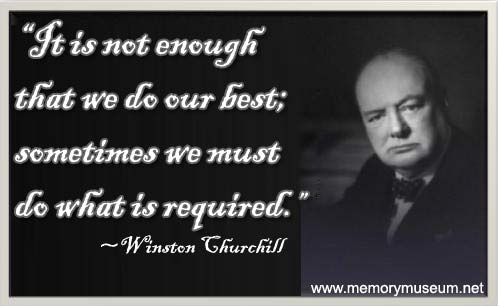 “It is not enough
that we do our best;
sometimes we must
do what is required.”
~Winston Churchill
www.memorymuseum.net